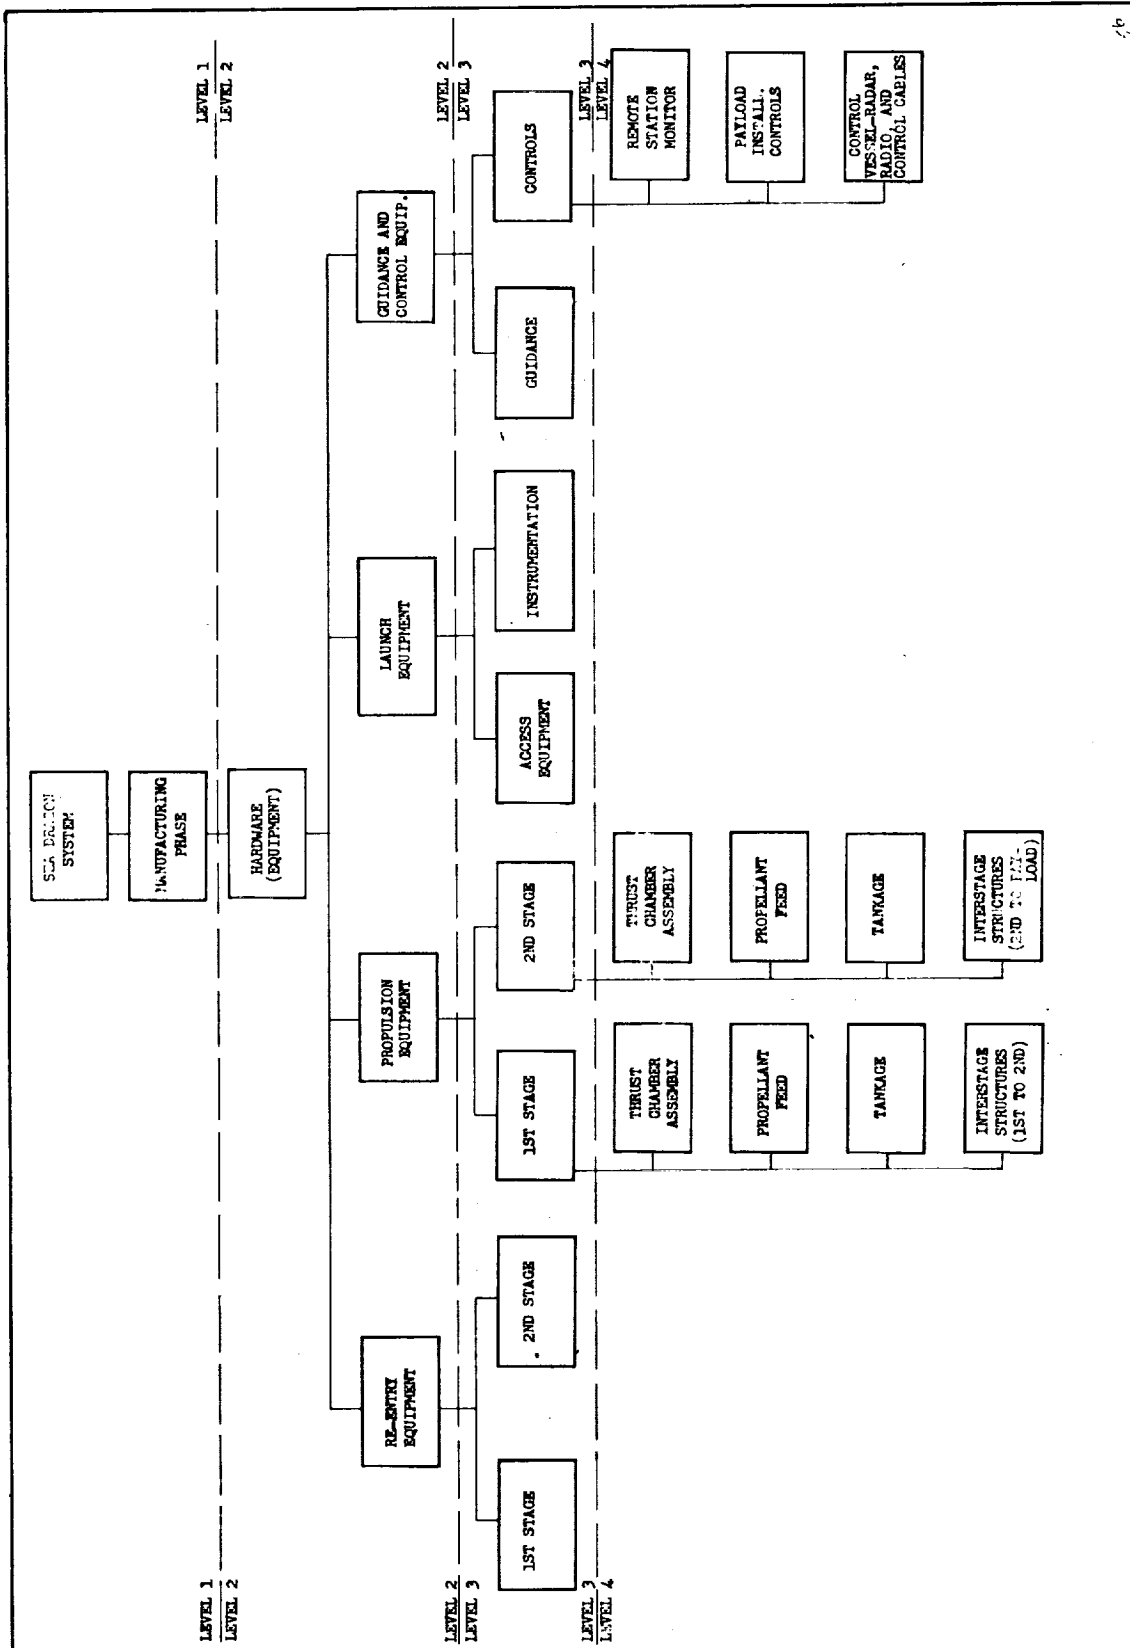 SEA DRAGON
SYSTEM
MANUFACTURING
PHASE
LEVEL 1
LEVEL 2
LEVEL 1
LEVEL 2
HARDWARE
(EQUIPMENT)
RE-ENTRY
EQUIPMENT
PROPULSION
EQUIPMENT
LAUNCH
EQUIPMENT
GUIDANCE AND
CONTROL EQUIP.
LEVEL 2
LEVEL 3
LEVEL 2
LEVEL 3
1ST STAGE
2ND STAGE
1ST STAGE
2ND STAGE
ACCESS
EQUIPMENT
INSTRUMENTATION
GUIDANCE
CONTROLS
LEVEL 3
LEVEL 4
LEVEL 3
LEVEL 4
THRUST
CHAMBER
ASSEMBLY
THRUST
CHAMBER
ASSEMBLY
REMOTE
STATION
MONITOR
PROPELLANT
FEED
PROPELLANT
FEED
PAYLOAD
INSTALL.
CONTROLS
TANKAGE
TANKAGE
CONTROL
VESSEL-RADAR,
RADIO, AND
CONTROL CABLES
INTERSTAGE
STRUCTURES
(1ST TO 2ND)
INTERSTAGE
STRUCTURES
(2ND TO PAY-
LOAD)